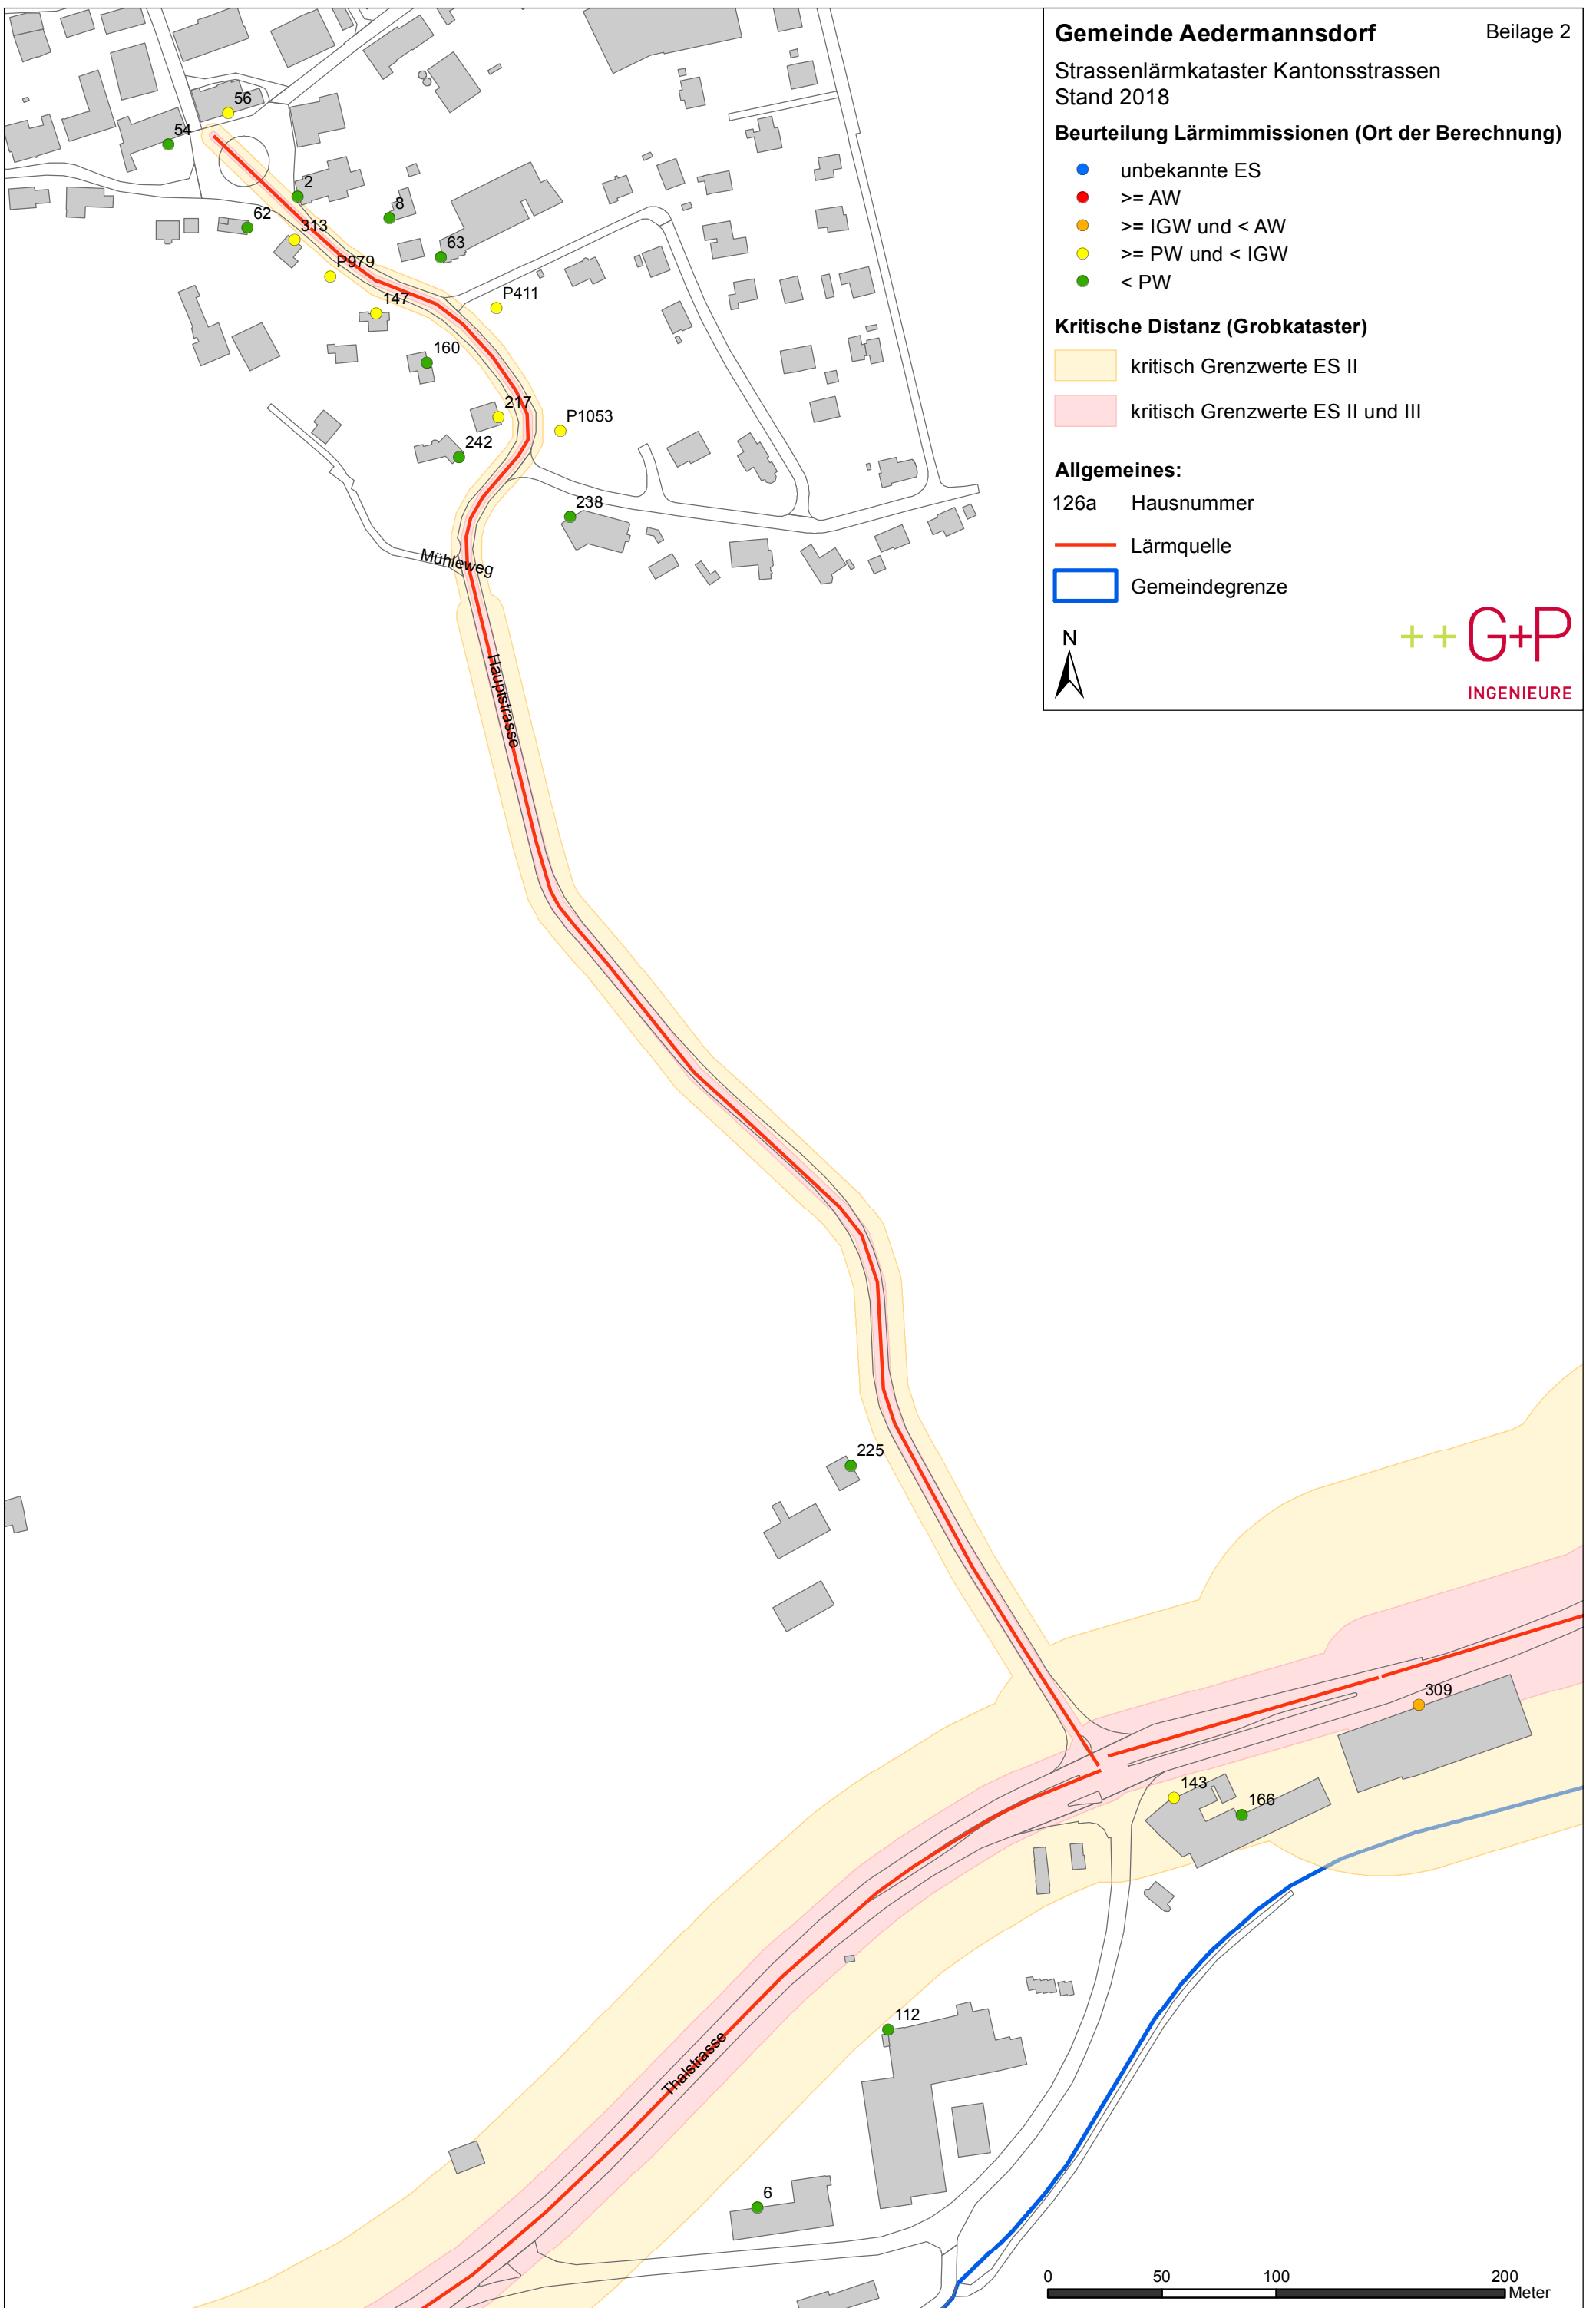 Gemeinde Aedermannsdorf
Beilage 2
Strassenlärmkataster Kantonsstrassen
Stand 2018
Beurteilung Lärmimmissionen (Ort der Berechnung)
unbekannte ES
>= AW
>= IGW und < AW
>= PW und < IGW
< PW
Kritische Distanz (Grobkataster)
kritisch Grenzwerte ES II
kritisch Grenzwerte ES II und III
Allgemeines:
126a Hausnummer
Lärmquelle
Gemeindegrenze
N
++G+P
INGENIEURE
56
54
2
8
62
313
63
P979
P411
147
160
217
P1053
242
238
Mühleweg
Hauptstrasse
225
309
143
166
112
Thalstrasse
6
0 50 100 200
Meter